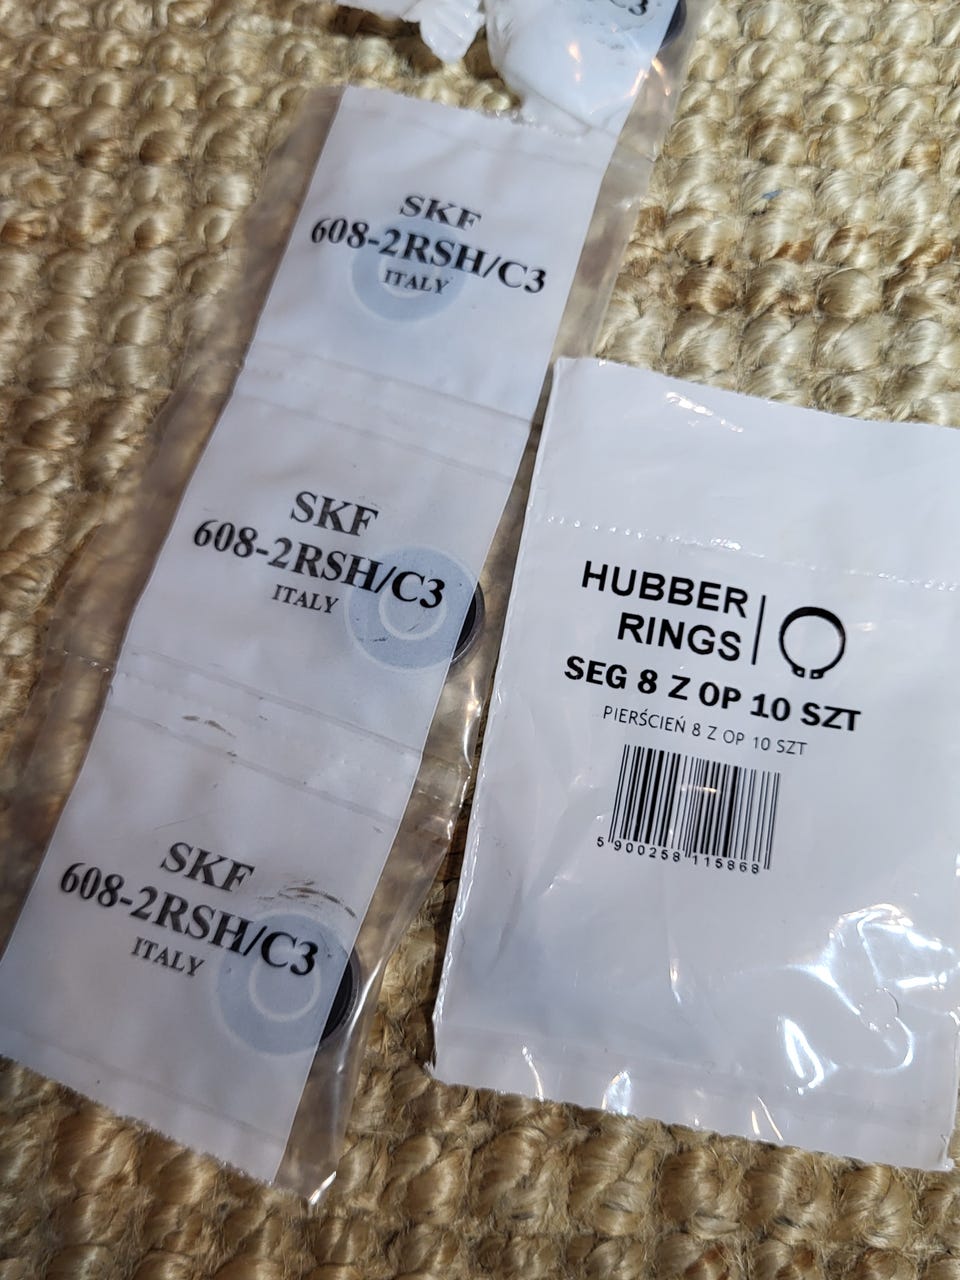 C3
SKF
608-2RSH/C3
ITALY
SKF
608-2RSH/C3
ITALY
SKF
608-2RSH/C3
ITALY
HUBBER
RINGS
SEG 8 Z OP 10 SZT
PIERŚCIEŃ 8 Z OP 10 SZT
5 900258 115868